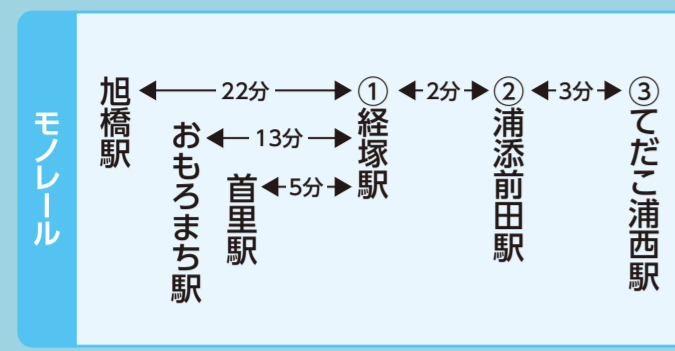 モノレール
旭橋駅
22分
①経塚駅
2分
②浦添前田駅
3分
③てだこ浦西駅
おもろまち駅
13分
首里駅
5分